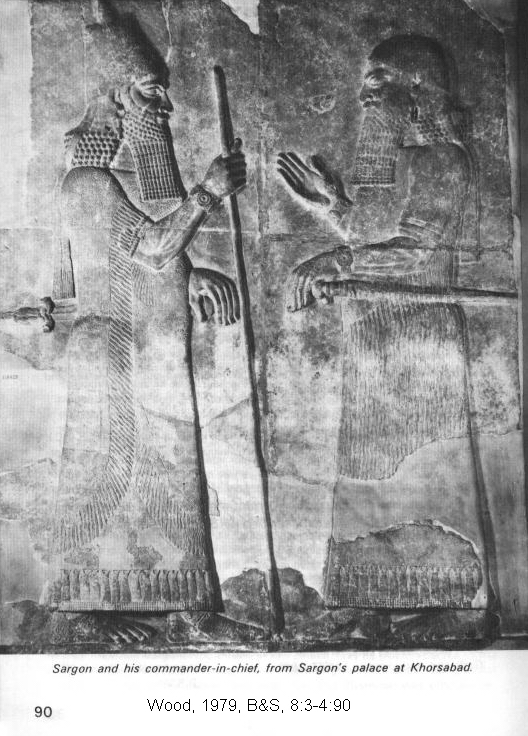 Sargon and his commander-in-chief, from Sargon's palace at Khorsabad.
90
Wood, 1979, B&S, 8:3-4:90